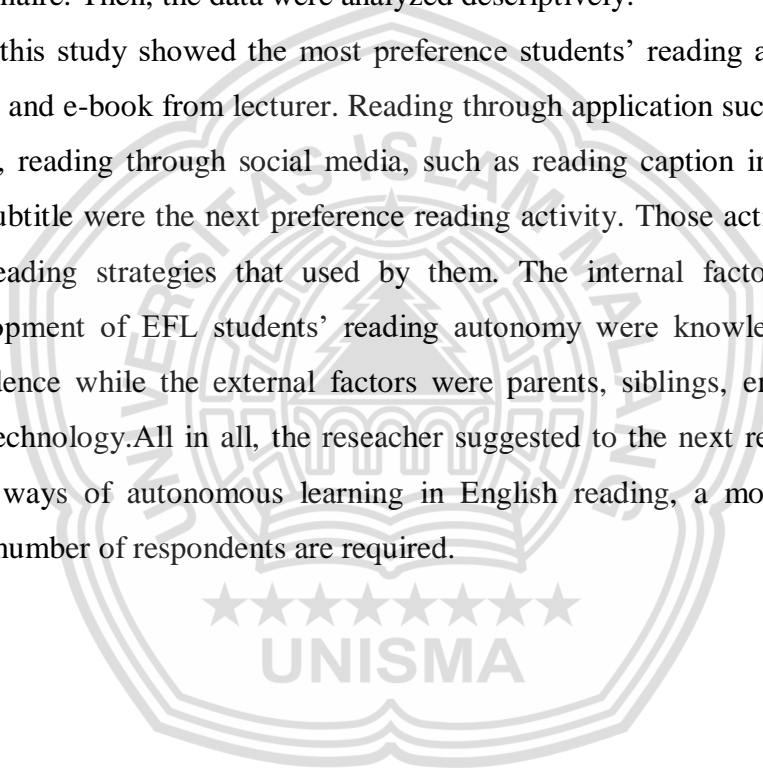 naire. Then, the data were analyzed descriptively.
this study showed the most preference students’ reading a
and e-book from lecturer. Reading through application suc
, reading through social media, such as reading caption in
ubtitle were the next preference reading activity. Those acti
eading strategies that used by them. The internal facto
opment of EFL students’ reading autonomy were knowle
dence while the external factors were parents, siblings, en
echnology.All in all, the reseacher suggested to the next re
ways of autonomous learning in English reading, a mo
number of respondents are required.
UNIVERSITAS ISLAM MALANG
UNISMA